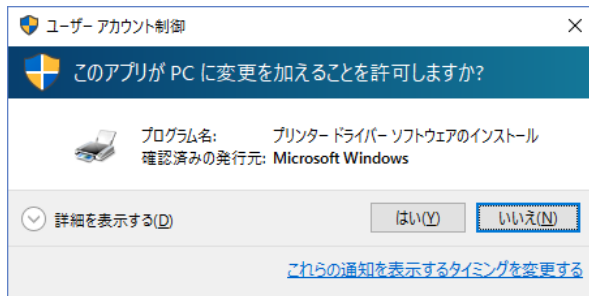 ユーザー アカウント制御
このアプリが PC に変更を加えることを許可しますか?
プログラム名: プリンター ドライバー ソフトウェアのインストール
確認済みの発行元: Microsoft Windows
詳細を表示する(D) はい(Y) いいえ(N)
これらの通知を表示するタイミングを変更する